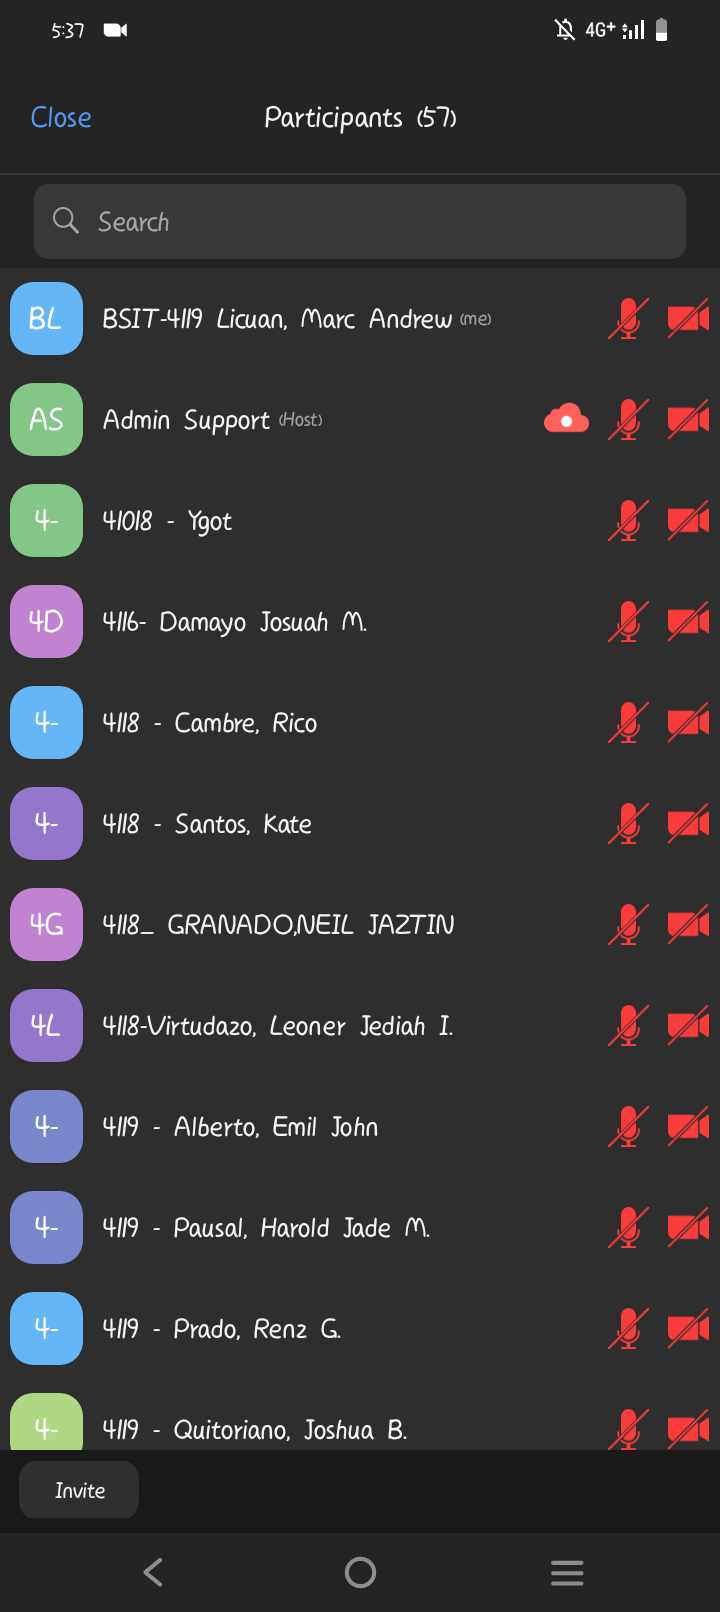 5:37
4G+
Close
Participants (57)
Search
BL
BSIT-4119 Licuan, Marc Andrew (me)
AS
Admin Support (Host)
4-
41018 - Ygot
4D
4116- Damayo Josuah M.
4-
4118 - Cambre, Rico
4-
4118 - Santos, Kate
4G
4118_ GRANADO,NEIL JAZTIN
4L
4118-Virtudazo, Leoner Jediah I.
4-
4119 - Alberto, Emil John
4-
4119 - Pausal, Harold Jade M.
4-
4119 - Prado, Renz G.
4-
4119 - Quitoriano, Joshua B.
Invite